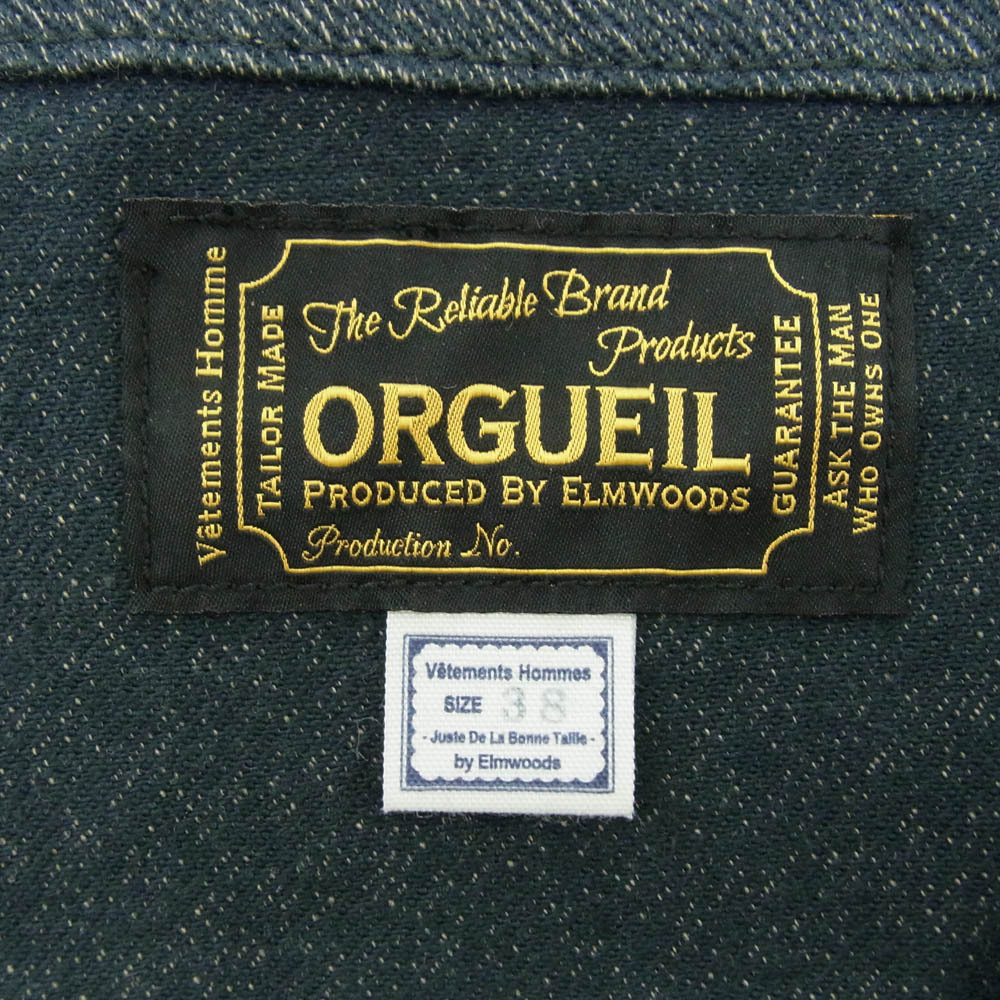 Vêtements Homme
TAILOR MADE
The Reliable Brand
Products
ORGUEIL
PRODUCED BY ELMWOODS
Production No.
GUARANTEE
ASK THE MAN
WHO OWNS ONE
Vêtements Hommes
SIZE 38
- Juste De La Bonne Taille -
by Elmwoods